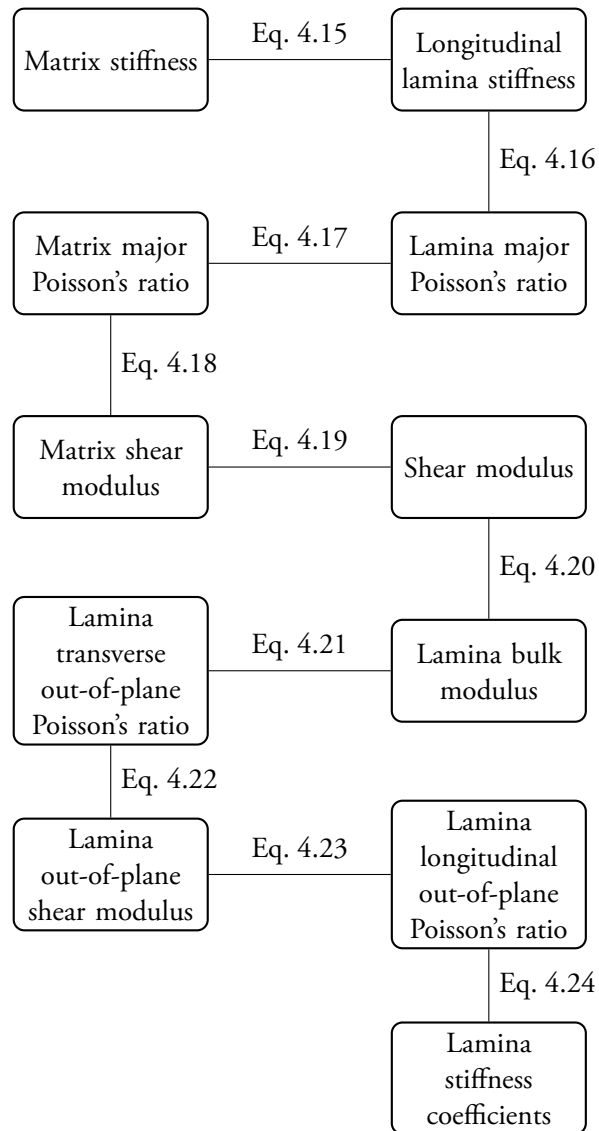 Matrix stiffness
Eq. 4.15
Longitudinal
lamina stiffness
Eq. 4.16
Matrix major
Poisson's ratio
Eq. 4.17
Lamina major
Poisson's ratio
Eq. 4.18
Matrix shear
modulus
Eq. 4.19
Shear modulus
Eq. 4.20
Lamina
transverse
out-of-plane
Poisson's ratio
Eq. 4.21
Lamina bulk
modulus
Eq. 4.22
Lamina
out-of-plane
shear modulus
Eq. 4.23
Lamina
longitudinal
out-of-plane
Poisson's ratio
Eq. 4.24
Lamina
stiffness
coefficients